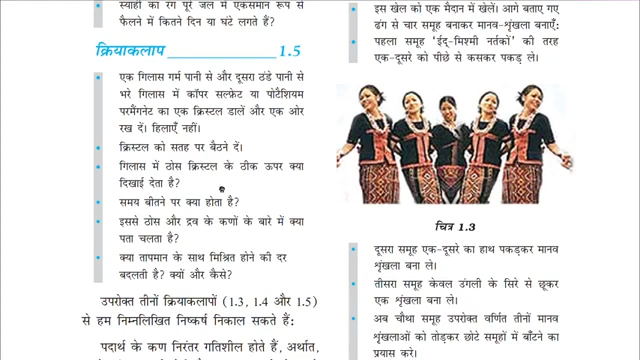 स्याही का रंग पूरे जल में एकसमान रूप से
फैलने में कितने दिन या घंटे लगते हैं?
क्रियाकलाप 1.5
• एक गिलास गर्म पानी से और दूसरा ठंडे पानी से
भरे गिलास में कॉपर सल्फ़ेट या पोटैशियम
परमैंगनेट का एक क्रिस्टल डालें और एक ओर
रख दें। हिलाएँ नहीं।
• क्रिस्टल को सतह पर बैठने दें।
• गिलास में ठोस क्रिस्टल के ठीक ऊपर क्या
दिखाई देता है?
• समय बीतने पर क्या होता है?
• इससे ठोस और द्रव के कणों के बारे में क्या
पता चलता है?
• क्या तापमान के साथ मिश्रित होने की दर
बदलती है? क्यों और कैसे?
उपरोक्त तीनों क्रियाकलापों (1.3, 1.4 और 1.5)
से हम निम्नलिखित निष्कर्ष निकाल सकते हैं:
पदार्थ के कण निरंतर गतिशील होते हैं, अर्थात,
इस खेल को एक मैदान में खेलें। आगे बताए गए
ढंग से चार समूह बनाकर मानव-शृंखला बनाएँ:
• पहला समूह 'ईदु-मिश्मी नर्तकों' की तरह
एक-दूसरे को पीछे से कसकर पकड़ ले।
चित्र 1.3
• दूसरा समूह एक-दूसरे का हाथ पकड़कर मानव
शृंखला बना ले।
• तीसरा समूह केवल उंगली के सिरे से छूकर
एक शृंखला बना ले।
• अब चौथा समूह उपरोक्त वर्णित तीनों मानव
शृंखलाओं को तोड़कर छोटे समूहों में बाँटने का
प्रयास करे।